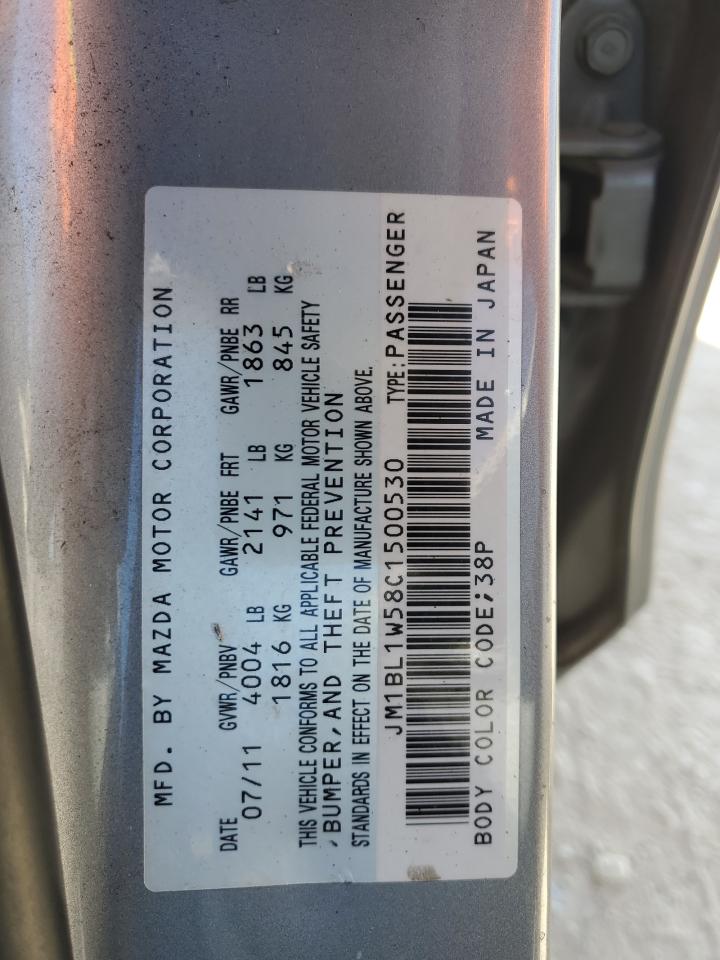 MFD. BY MAZDA MOTOR CORPORATION
DATE GVWR/PNBV GAWR/PNBE FRT GAWR/PNBE RR
07/11 4004 LB 2141 LB 1863 LB
1816 KG 971 KG 845 KG
THIS VEHICLE CONFORMS TO ALL APPLICABLE FEDERAL MOTOR VEHICLE SAFETY
,BUMPER,AND THEFT PREVENTION
STANDARDS IN EFFECT ON THE DATE OF MANUFACTURE SHOWN ABOVE.
JM1BL1W58C1500530 TYPE:PASSENGER
BODY COLOR CODE;38P MADE IN JAPAN